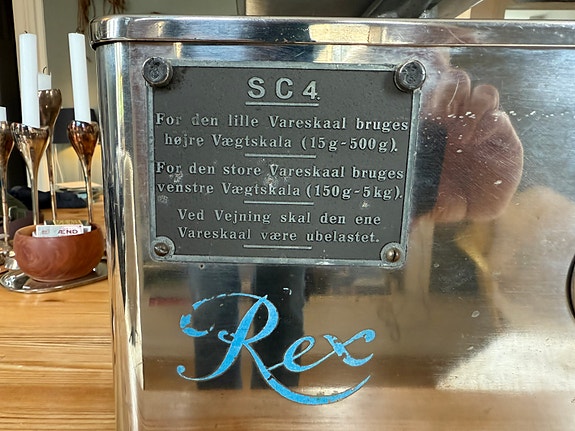 SC4.
For den lille Vareskaal bruges
højre Vægtskala (15g-500g).
For den store Vareskaal bruges
venstre Vægtskala (150g-5kg).
Ved Vejning skal den ene
Vareskaal være ubelastet.
Rex